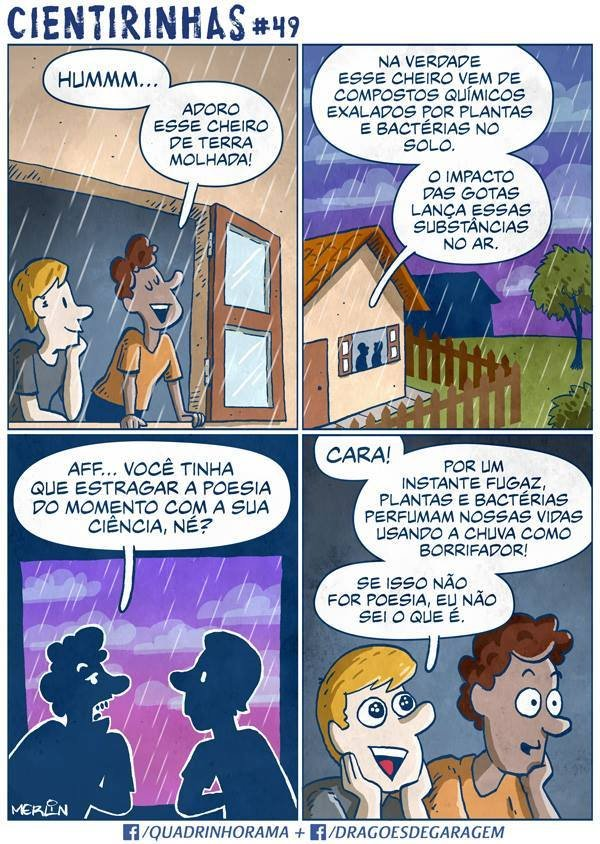 CIENTIRINHAS #49
HUMMM...
ADORO
ESSE CHEIRO
DE TERRA
MOLHADA!
NA VERDADE
ESSE CHEIRO VEM DE
COMPOSTOS QUÍMICOS
EXALADOS POR PLANTAS
E BACTÉRIAS NO
SOLO.
O IMPACTO
DAS GOTAS
LANÇA ESSAS
SUBSTÂNCIAS
NO AR.
AFF... VOCÊ TINHA
QUE ESTRAGAR A POESIA
DO MOMENTO COM A SUA
CIÊNCIA, NÉ?
CARA!
POR UM
INSTANTE FUGAZ,
PLANTAS E BACTÉRIAS
PERFUMAM NOSSAS VIDAS
USANDO A CHUVA COMO
BORRIFADOR!
SE ISSO NÃO
FOR POESIA, EU NÃO
SEI O QUE É.
MERLIN
f/QUADRINHORAMA + f/DRAGOESDEGARAGEM